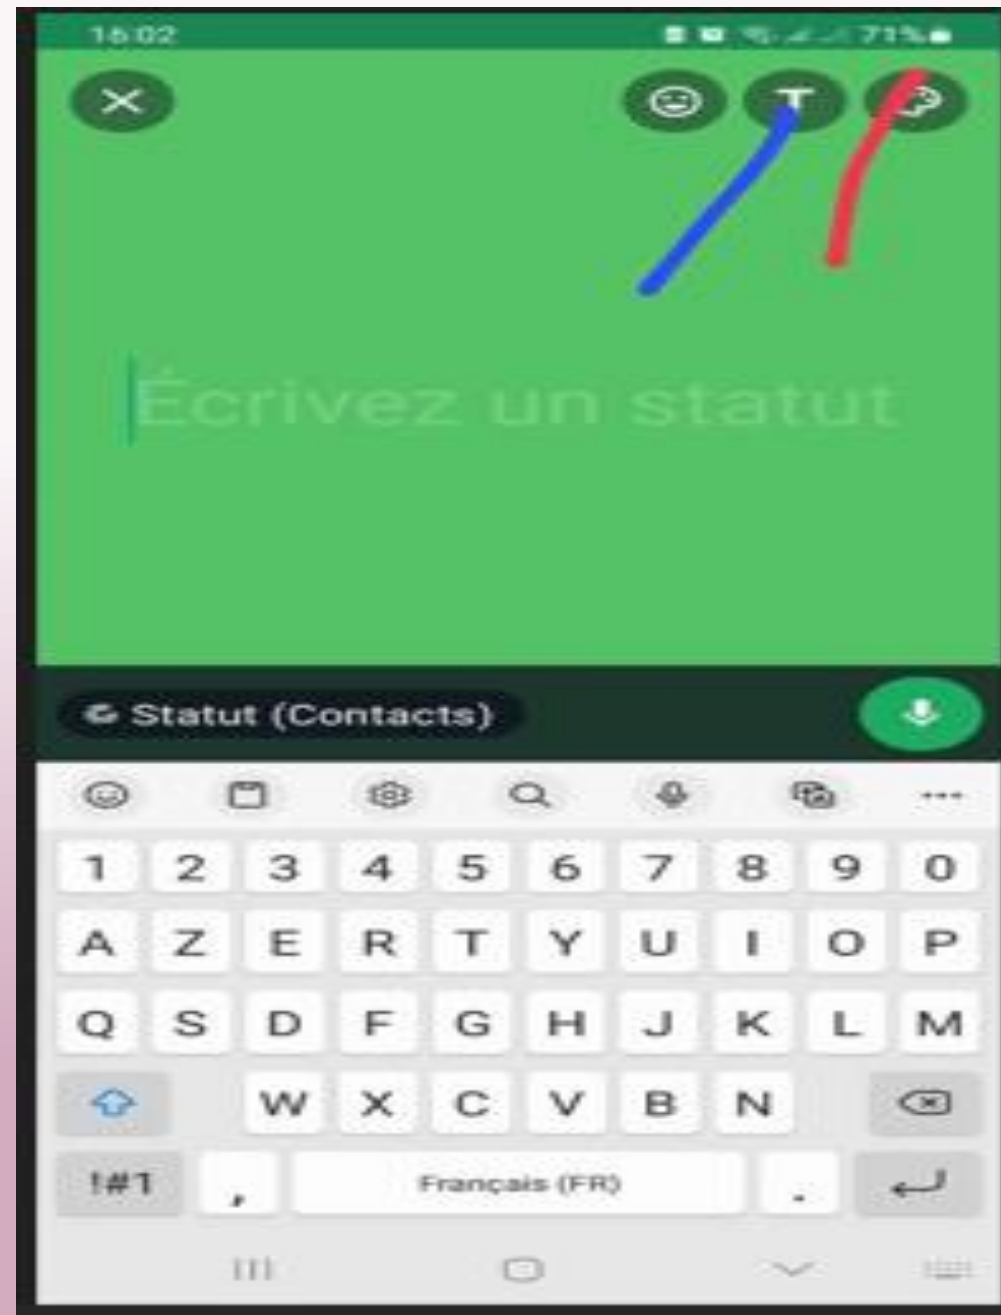 16:02
71%
T
Écrivez un statut
Statut (Contacts)
1 2 3 4 5 6 7 8 9 0
A Z E R T Y U I O P
Q S D F G H J K L M
W X C V B N
!#1 , Français (FR) .